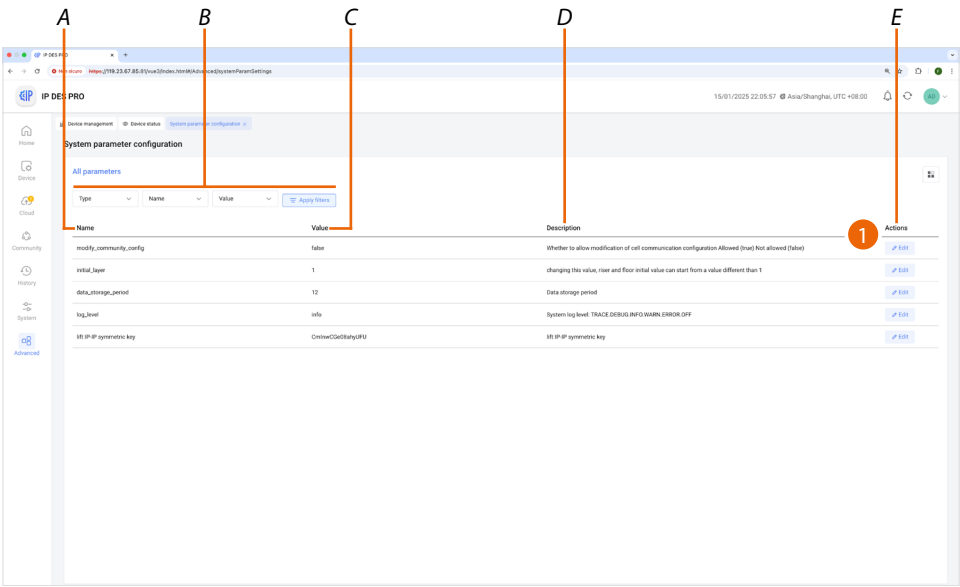 A B C D E
IP DES PRO
https://119.23.67.85:81/vue3/index.html#/Advanced/systemParamSettings
IP DES PRO
15/01/2025 22:05:57 Asia/Shanghai, UTC +08:00
AD
Device management Device status System parameter configuration ×
System parameter configuration
Home
Device
Cloud
Community
History
System
Advanced
All parameters
Type Name Value Apply filters
Name Value Description Actions
1
modify_community_config false Whether to allow modification of cell communication configuration Allowed (true) Not allowed (false) Edit
initial_layer 1 changing this value, riser and floor initial value can start from a value different than 1 Edit
data_storage_period 12 Data storage period Edit
log_level info System log level: TRACE.DEBUG.INFO.WARN.ERROR.OFF Edit
lift IP-IP symmetric key lift IP-IP symmetric key Edit